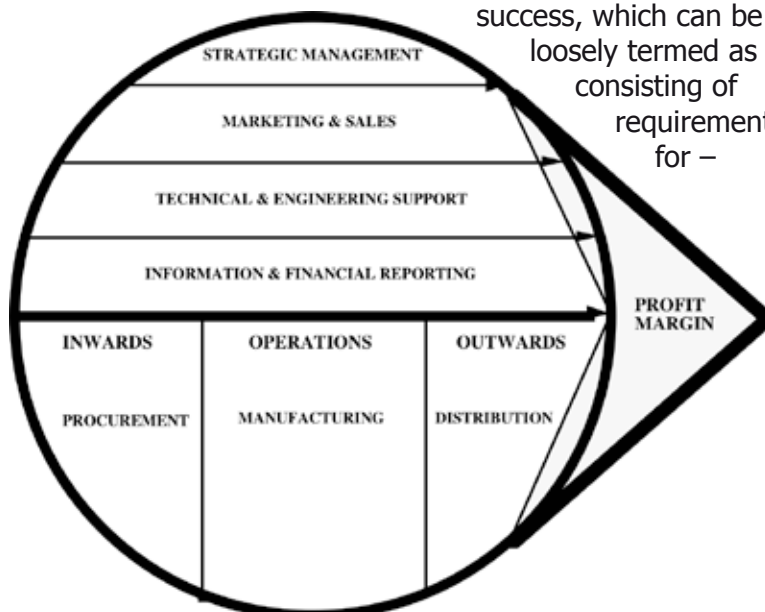 success, which can be
loosely termed as
consisting of
requirement
for –
STRATEGIC MANAGEMENT
MARKETING & SALES
TECHNICAL & ENGINEERING SUPPORT
INFORMATION & FINANCIAL REPORTING
PROFIT
MARGIN
INWARDS
OPERATIONS
OUTWARDS
PROCUREMENT
MANUFACTURING
DISTRIBUTION